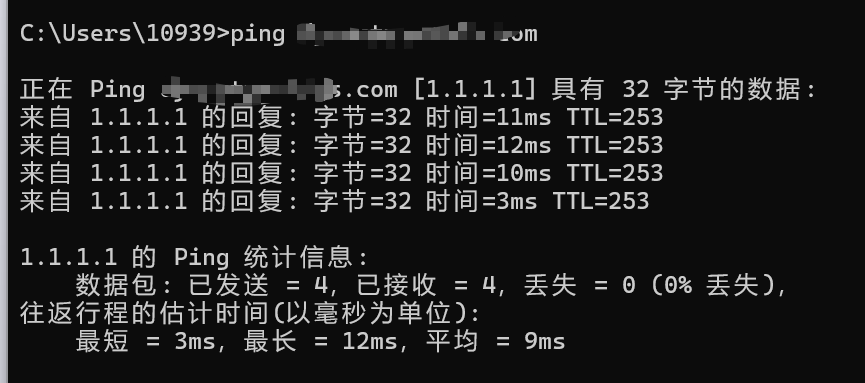 C:\Users\10939>ping om
正在 Ping s.com [1.1.1.1] 具有 32 字节的数据:
来自 1.1.1.1 的回复: 字节=32 时间=11ms TTL=253
来自 1.1.1.1 的回复: 字节=32 时间=12ms TTL=253
来自 1.1.1.1 的回复: 字节=32 时间=10ms TTL=253
来自 1.1.1.1 的回复: 字节=32 时间=3ms TTL=253
1.1.1.1 的 Ping 统计信息:
数据包: 已发送 = 4, 已接收 = 4, 丢失 = 0 (0% 丢失),
往返行程的估计时间(以毫秒为单位):
最短 = 3ms, 最长 = 12ms, 平均 = 9ms